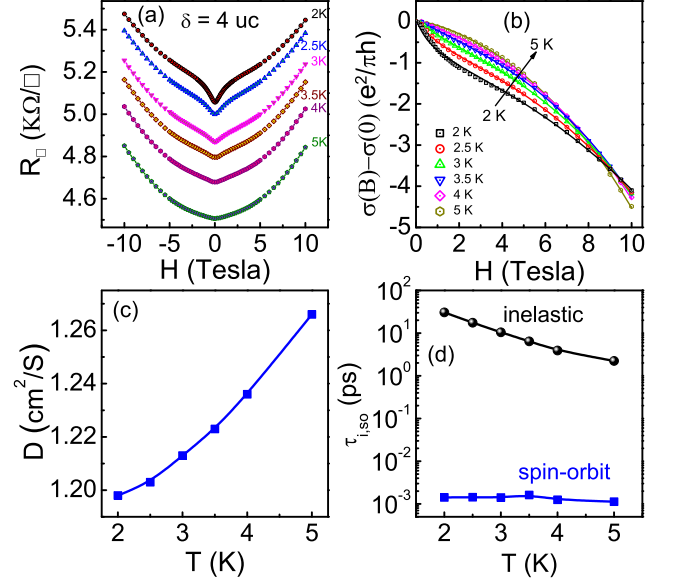 (a) δ = 4 uc
5.4
5.2
5.0
4.8
4.6
R□ (KΩ/□)
2K
2.5K
3K
3.5K
4K
5K
-10 -5 0 5 10
H (Tesla)
(b)
0
-1
-2
-3
-4
-5
σ(B)−σ(0) (e²/πh)
5 K
2 K
2 K
2.5 K
3 K
3.5 K
4 K
5 K
0 2 4 6 8 10
H (Tesla)
(c)
1.26
1.24
1.22
1.20
D (cm²/S)
2 3 4 5
T (K)
(d)
10²
10¹
10⁰
10⁻¹
10⁻²
10⁻³
τi,so (ps)
inelastic
spin-orbit
2 3 4 5
T (K)